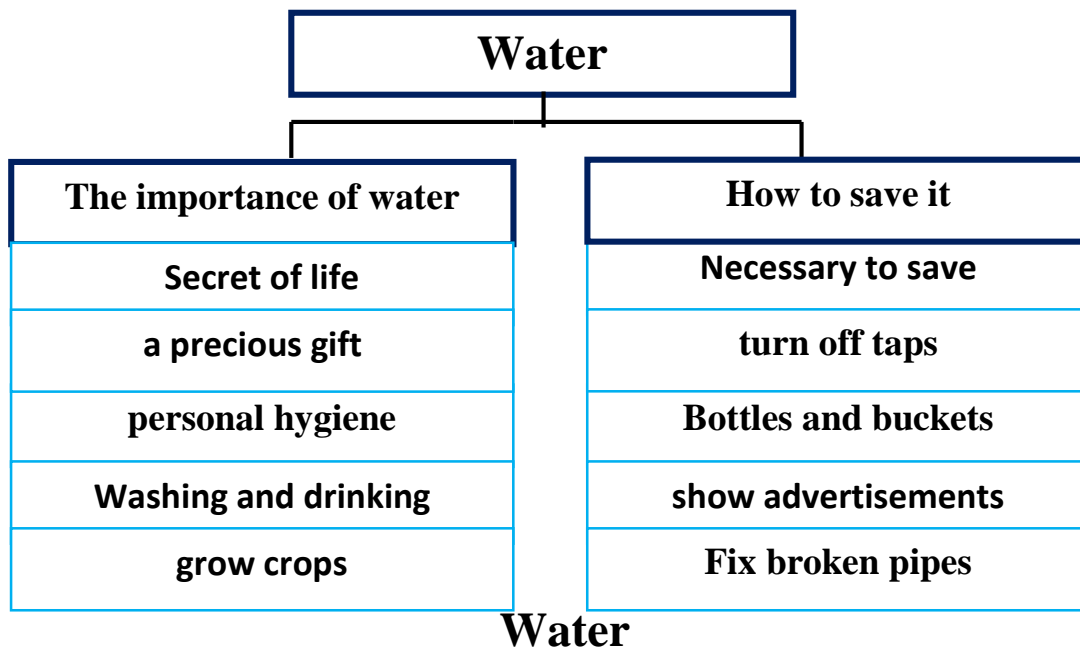 Water
The importance of water
Secret of life
a precious gift
personal hygiene
Washing and drinking
grow crops
How to save it
Necessary to save
turn off taps
Bottles and buckets
show advertisements
Fix broken pipes
Water